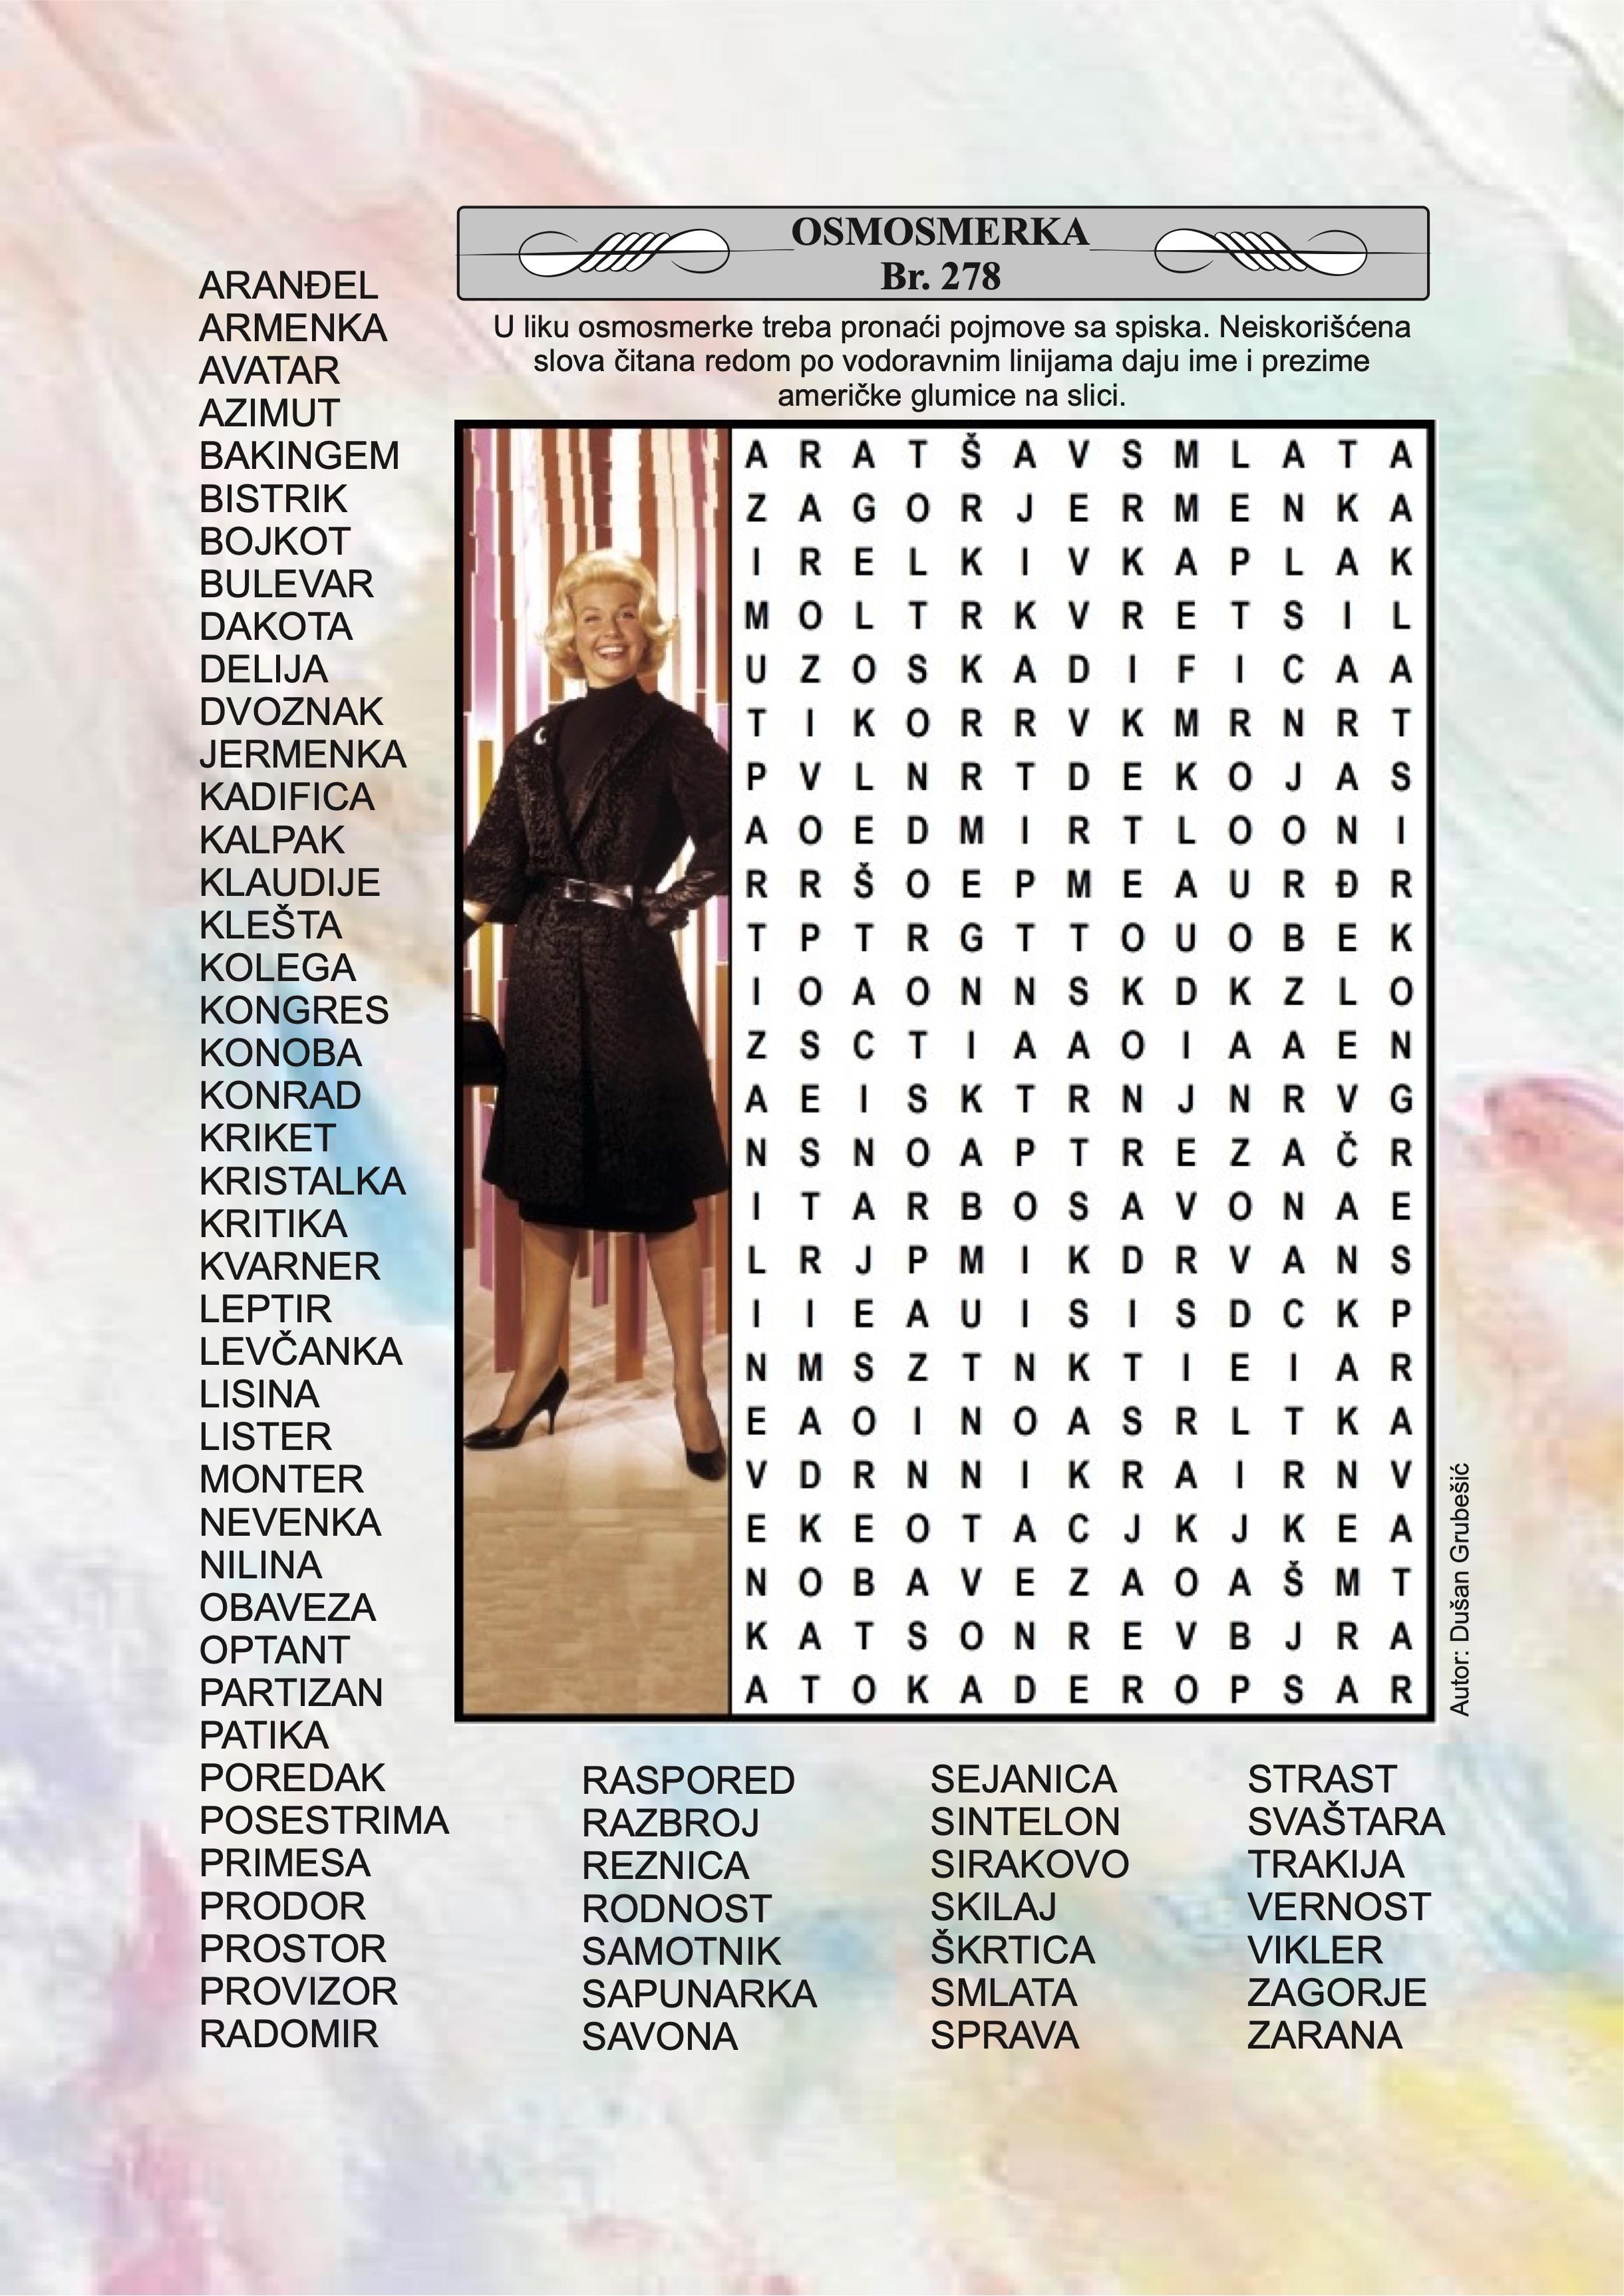 OSMOSMERKA
Br. 278
U liku osmosmerke treba pronaći pojmove sa spiska. Neiskorišćena
slova čitana redom po vodoravnim linijama daju ime i prezime
američke glumice na slici.
ARANĐEL
ARMENKA
AVATAR
AZIMUT
BAKINGEM
BISTRIK
BOJKOT
BULEVAR
DAKOTA
DELIJA
DVOZNAK
JERMENKA
KADIFICA
KALPAK
KLAUDIJE
KLEŠTA
KOLEGA
KONGRES
KONOBA
KONRAD
KRIKET
KRISTALKA
KRITIKA
KVARNER
LEPTIR
LEVČANKA
LISINA
LISTER
MONTER
NEVENKA
NILINA
OBAVEZA
OPTANT
PARTIZAN
PATIKA
POREDAK
POSESTRIMA
PRIMESA
PRODOR
PROSTOR
PROVIZOR
RADOMIR
A R A T Š A V S M L A T A
Z A G O R J E R M E N K A
I R E L K I V K A P L A K
M O L T R K V R E T S I L
U Z O S K A D I F I C A A
T I K O R R V K M R N R T
P V L N R T D E K O J A S
A O E D M I R T L O O N I
R R Š O E P M E A U R Đ R
T P T R G T T O U O B E K
I O A O N N S K D K Z L O
Z S C T I A A O I A A E N
A E I S K T R N J N R V G
N S N O A P T R E Z A Č R
I T A R B O S A V O N A E
L R J P M I K D R V A N S
I I E A U I S I S D C K P
N M S Z T N K T I E I A R
E A O I N O A S R L T K A
V D R N N I K R A I R N V
E K E O T A C J K J K E A
N O B A V E Z A O A Š M T
K A T S O N R E V B J R A
A T O K A D E R O P S A R
Autor: Dušan Grubešić
RASPORED
RAZBROJ
REZNICA
RODNOST
SAMOTNIK
SAPUNARKA
SAVONA
SEJANICA
SINTELON
SIRAKOVO
SKILAJ
ŠKRTICA
SMLATA
SPRAVA
STRAST
SVAŠTARA
TRAKIJA
VERNOST
VIKLER
ZAGORJE
ZARANA